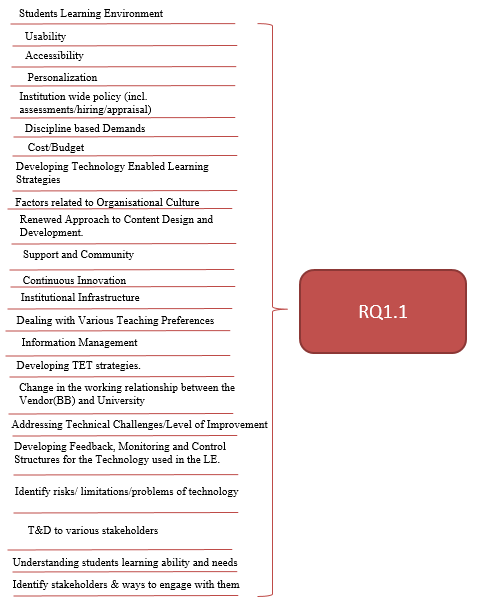 Students Learning Environment
Usability
Accessibility
Personalization
Institution wide policy (incl.
assessments/hiring/appraisal)
Discipline based Demands
Cost/Budget
Developing Technology Enabled Learning
Strategies
Factors related to Organisational Culture
Renewed Approach to Content Design and
Development.
Support and Community
Continuous Innovation
Institutional Infrastructure
Dealing with Various Teaching Preferences
Information Management
Developing TET strategies.
Change in the working relationship between the
Vendor(BB) and University
Addressing Technical Challenges/Level of Improvement
Developing Feedback, Monitoring and Control
Structures for the Technology used in the LE.
Identify risks/ limitations/problems of technology
T&D to various stakeholders
Understanding students learning ability and needs
Identify stakeholders & ways to engage with them
RQ1.1